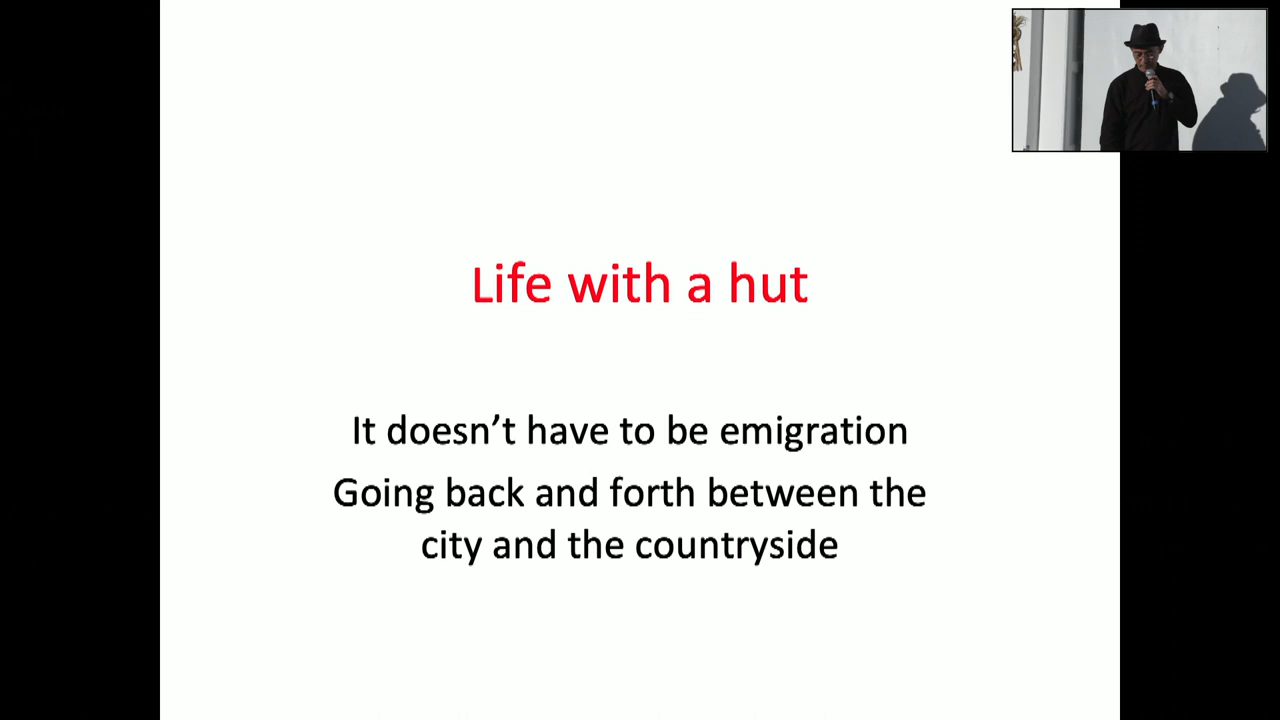 Life with a hut
It doesn’t have to be emigration
Going back and forth between the
city and the countryside